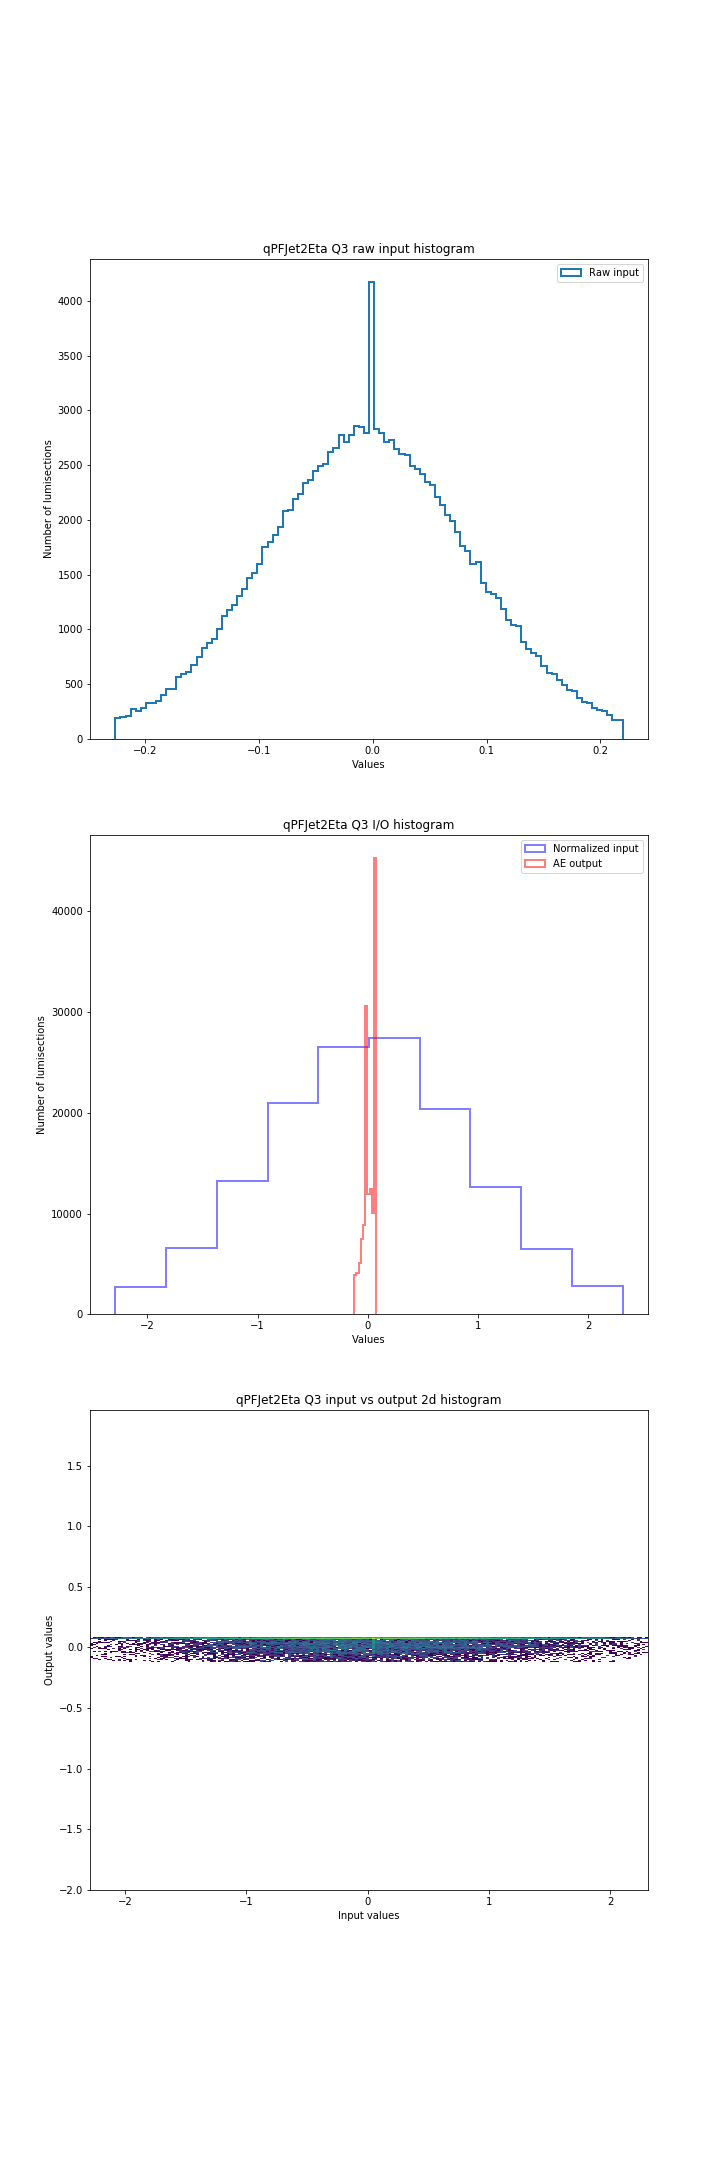 qPFJet2Eta Q3 raw input histogram
Raw input
4000
3500
3000
2500
2000
1500
1000
500
0
Number of lumisections
−0.2 −0.1 0.0 0.1 0.2
Values
qPFJet2Eta Q3 I/O histogram
Normalized input
AE output
40000
30000
20000
10000
0
Number of lumisections
−2 −1 0 1 2
Values
qPFJet2Eta Q3 input vs output 2d histogram
1.5
1.0
0.5
0.0
−0.5
−1.0
−1.5
−2.0
Output values
−2 −1 0 1 2
Input values